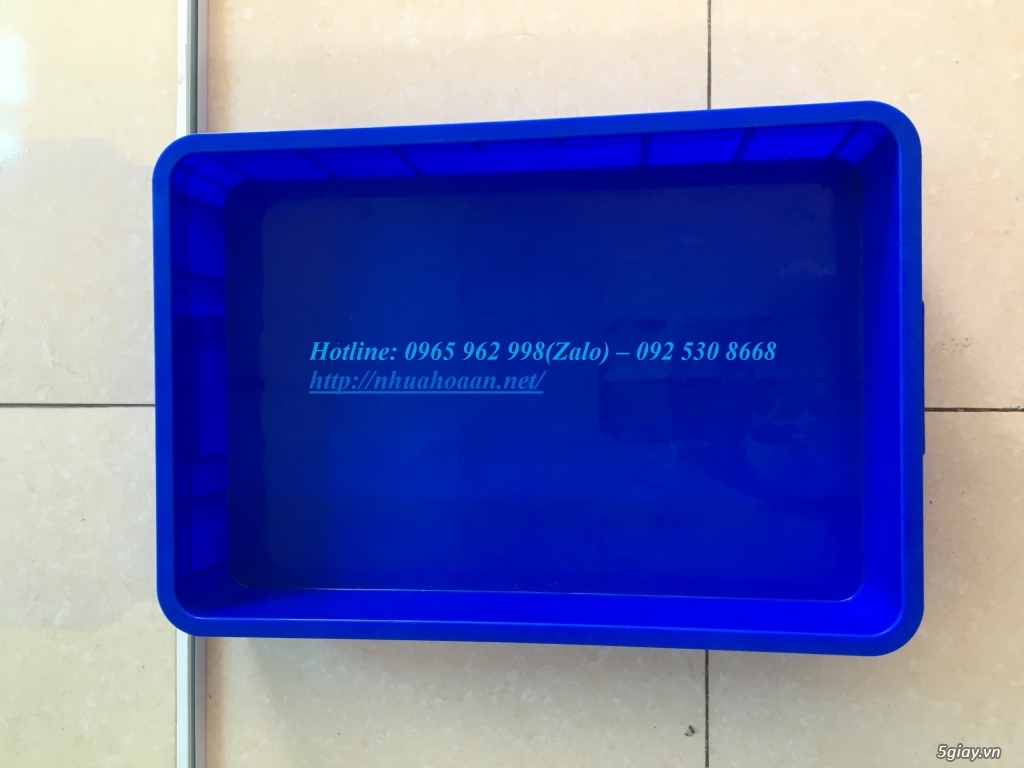 Hotline: 0965 962 998(Zalo) – 092 530 8668
http://nhuahoaan.net/
5giay.vn